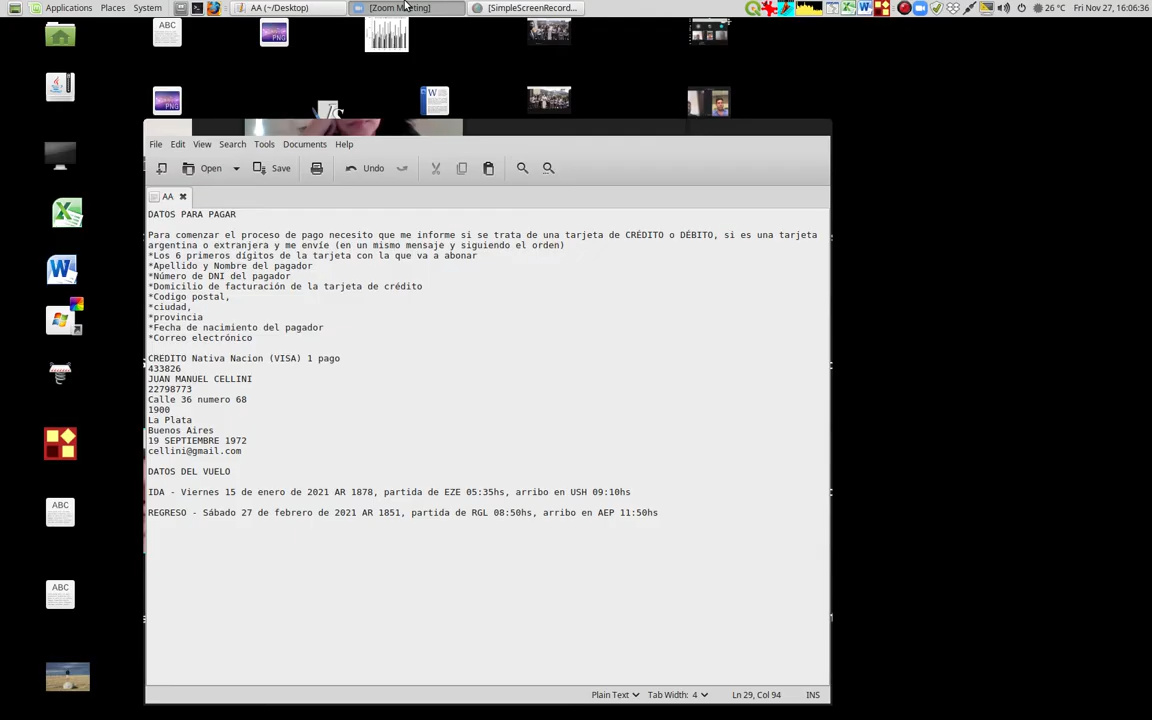 Applications Places System AA (~/Desktop) [Zoom Meeting] [SimpleScreenRecord... 26 °C Fri Nov 27, 16:06:36
ABC
PNG
PNG
W
File Edit View Search Tools Documents Help
Open Save Undo
AA
DATOS PARA PAGAR
Para comenzar el proceso de pago necesito que me informe si se trata de una tarjeta de CRÉDITO o DÉBITO, si es una tarjeta
argentina o extranjera y me envíe (en un mismo mensaje y siguiendo el orden)
*Los 6 primeros dígitos de la tarjeta con la que va a abonar
*Apellido y Nombre del pagador
*Número de DNI del pagador
*Domicilio de facturación de la tarjeta de crédito
*Codigo postal,
*ciudad,
*provincia
*Fecha de nacimiento del pagador
*Correo electrónico
CREDITO Nativa Nacion (VISA) 1 pago
433826
JUAN MANUEL CELLINI
22798773
Calle 36 numero 68
1900
La Plata
Buenos Aires
19 SEPTIEMBRE 1972
cellini@gmail.com
DATOS DEL VUELO
IDA - Viernes 15 de enero de 2021 AR 1878, partida de EZE 05:35hs, arribo en USH 09:10hs
REGRESO - Sábado 27 de febrero de 2021 AR 1851, partida de RGL 08:50hs, arribo en AEP 11:50hs
ABC
ABC
Plain Text Tab Width: 4 Ln 29, Col 94 INS